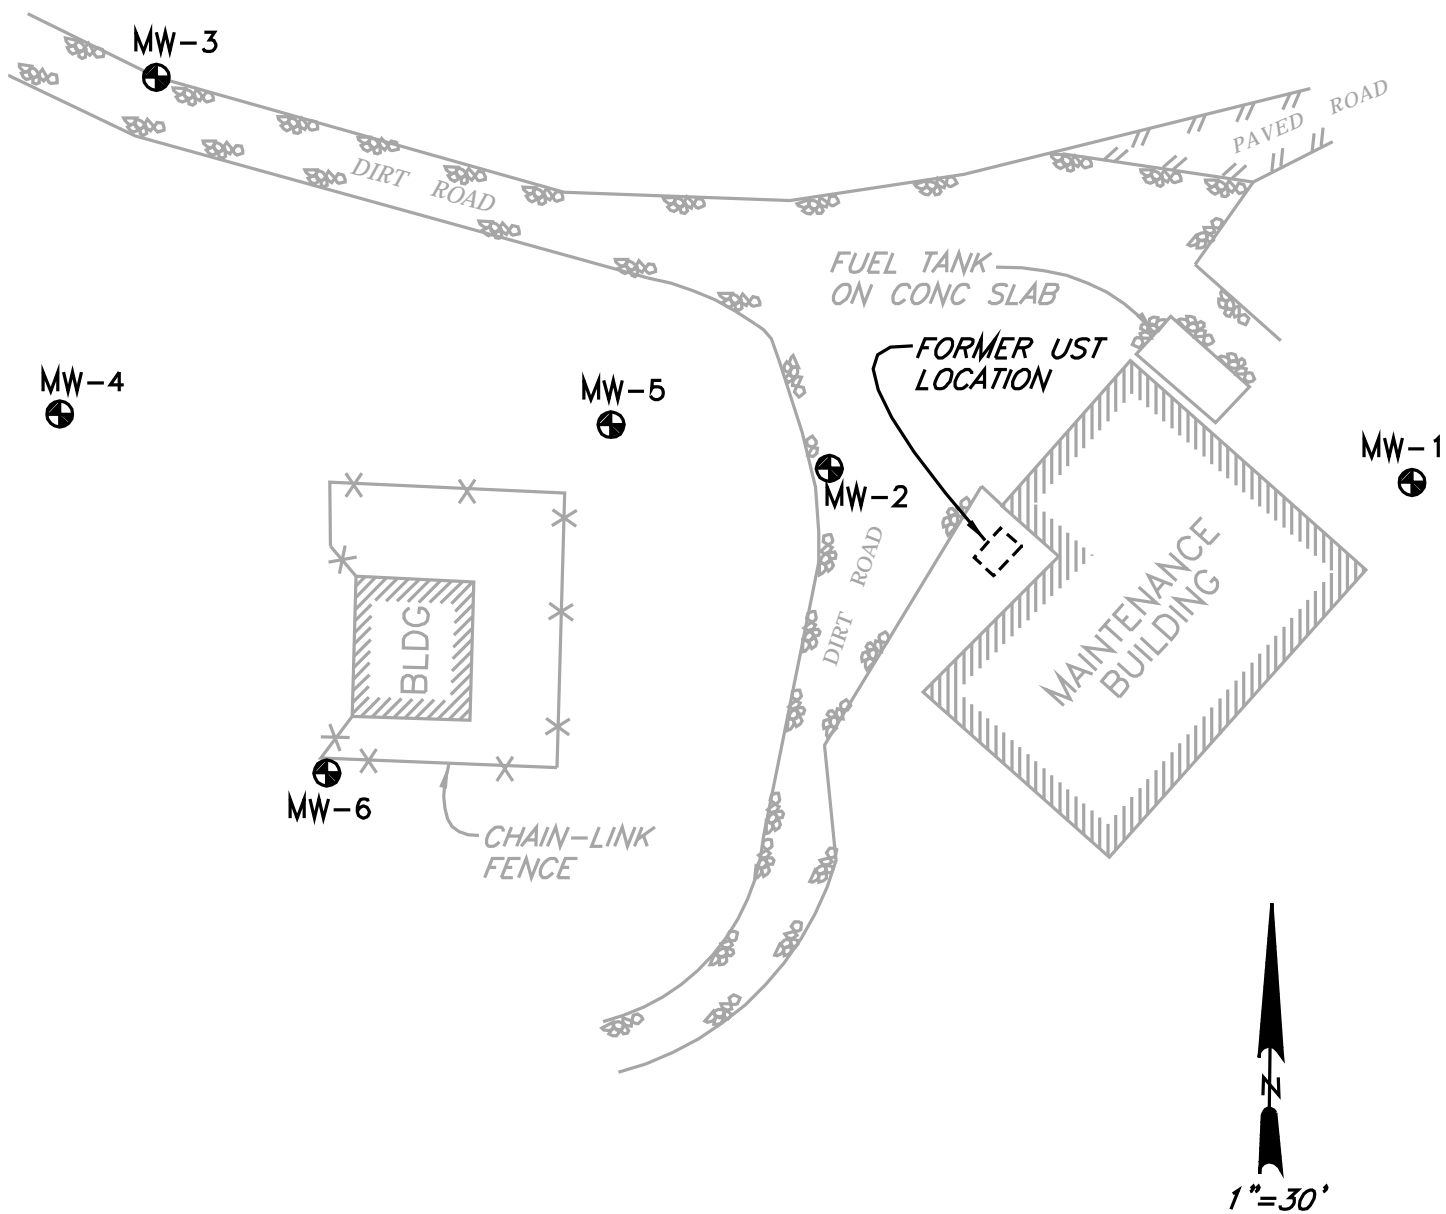 MW-3
PAVED ROAD
DIRT ROAD
FUEL TANK
ON CONC SLAB
FORMER UST
LOCATION
MW-4
MW-5
MW-1
MW-2
DIRT ROAD
MAINTENANCE
BUILDING
BLDG
MW-6
CHAIN-LINK
FENCE
N
1"=30'